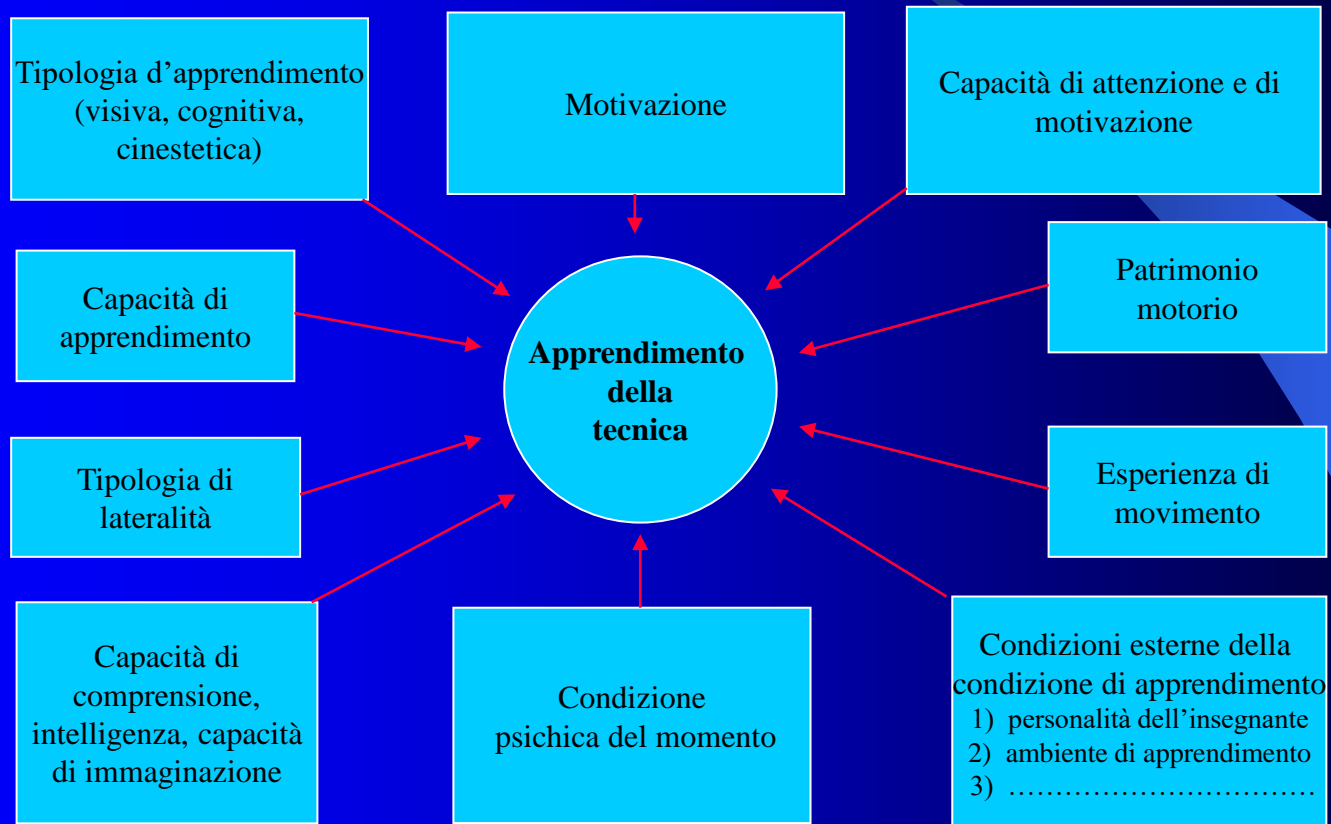 Tipologia d’apprendimento
(visiva, cognitiva,
cinestetica)
Motivazione
Capacità di attenzione e di
motivazione
Capacità di
apprendimento
Patrimonio
motorio
Apprendimento
della
tecnica
Tipologia di
lateralità
Esperienza di
movimento
Capacità di
comprensione,
intelligenza, capacità
di immaginazione
Condizione
psichica del momento
Condizioni esterne della
condizione di apprendimento
1) personalità dell’insegnante
2) ambiente di apprendimento
3) ……………………………